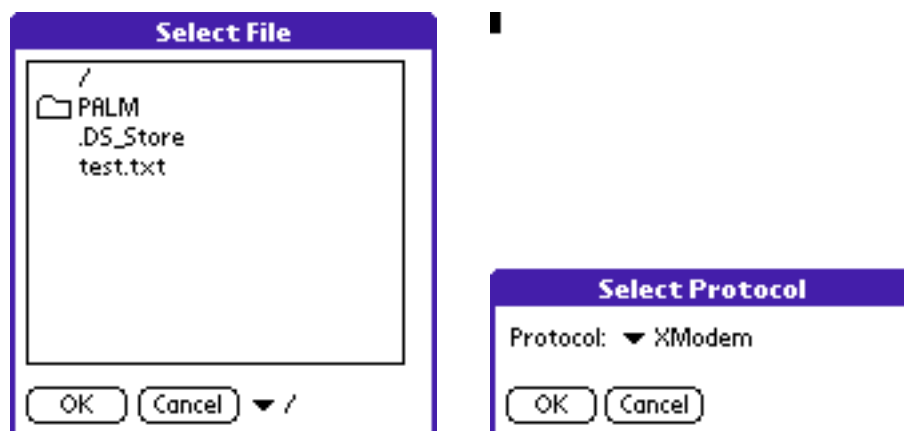 Select File
/
PALM
.DS_Store
test.txt
OK Cancel /
Select Protocol
Protocol: XModem
OK Cancel